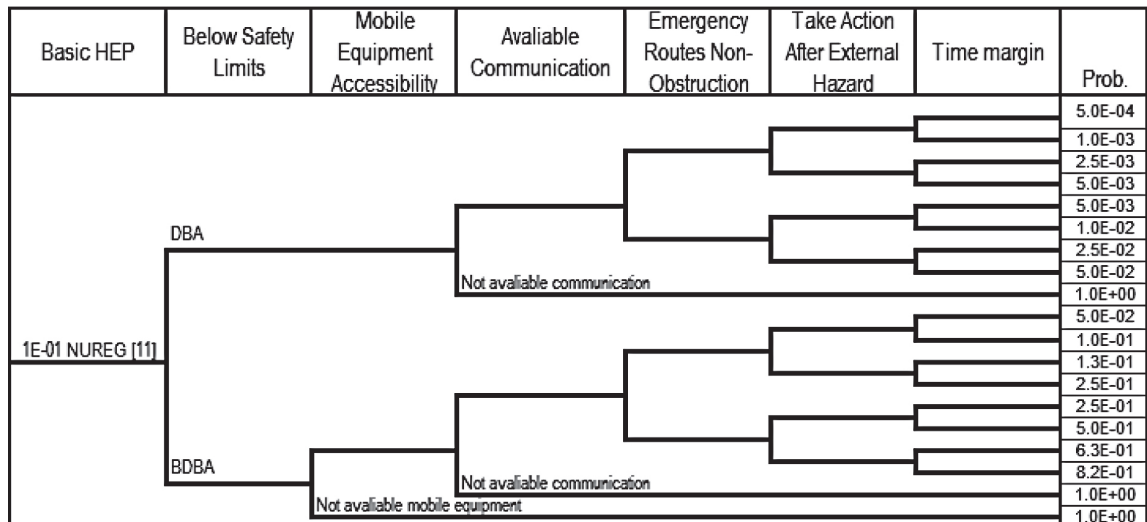 Basic HEP
Below Safety
Limits
Mobile
Equipment
Accessibility
Avaliable
Communication
Emergency
Routes Non-
Obstruction
Take Action
After External
Hazard
Time margin
Prob.
5.0E-04
1.0E-03
2.5E-03
5.0E-03
5.0E-03
1.0E-02
DBA
2.5E-02
5.0E-02
Not avaliable communication
1.0E+00
5.0E-02
1.0E-01
1E-01 NUREG [11]
1.3E-01
2.5E-01
2.5E-01
5.0E-01
6.3E-01
BDBA
8.2E-01
Not avaliable communication
1.0E+00
Not avaliable mobile equipment
1.0E+00